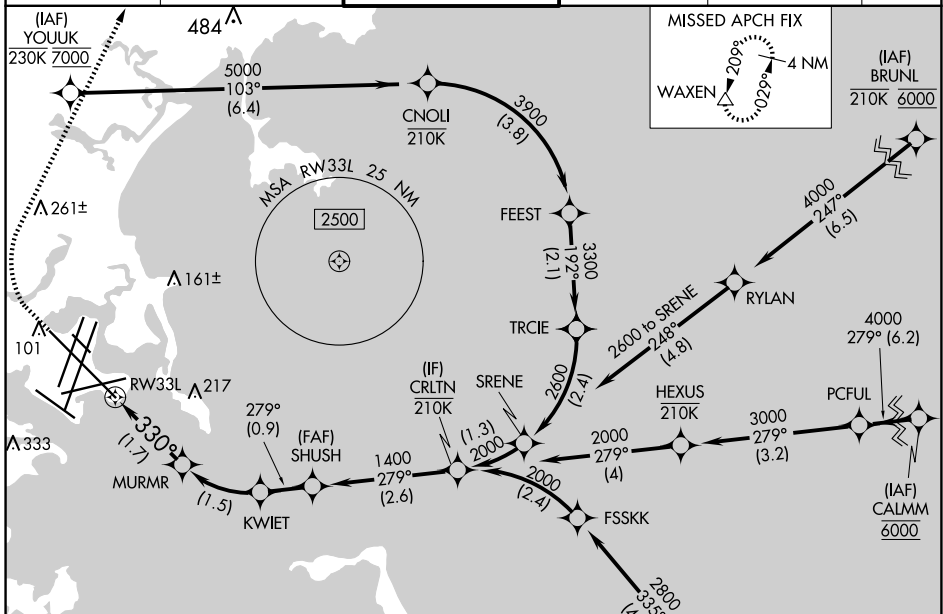 (IAF)
YOUUK
230K 7000
484
5000
103°
(6.4)
CNOLI
210K
3900
(3.8)
MISSED APCH FIX
209°
4 NM
WAXEN
029°
(IAF)
BRUNL
210K 6000
MSA RW33L 25 NM
2500
261±
161±
FEEST
3300
192°
(2.1)
4000
247°
(6.5)
RYLAN
TRCIE
2600 to SRENE
248°
(4.8)
4000
279° (6.2)
101
RW33L
217
333
330°
(1.7)
MURMR
279°
(0.9)
(FAF)
SHUSH
(1.5)
KWIET
1400
279°
(2.6)
(IF)
CRLTN
210K
SRENE
(1.3)
2000
2600
(2.4)
HEXUS
210K
2000
279°
(4)
3000
279°
(3.2)
PCFUL
(IAF)
CALMM
6000
2000
(2.4)
FSSKK
2800
335°